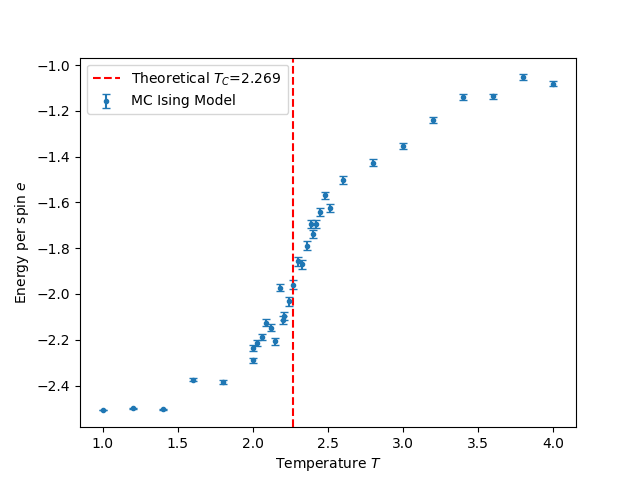 Theoretical $T_C$=2.269
MC Ising Model
Energy per spin e
−1.0
−1.2
−1.4
−1.6
−1.8
−2.0
−2.2
−2.4
1.0 1.5 2.0 2.5 3.0 3.5 4.0
Temperature T